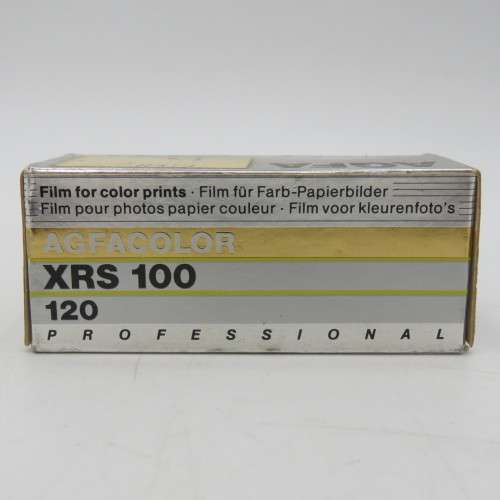 AGFA
Film for color prints · Film für Farb-Papierbilder
Film pour photos papier couleur · Film voor kleurenfoto's
AGFACOLOR
XRS 100
120
PROFESSIONAL